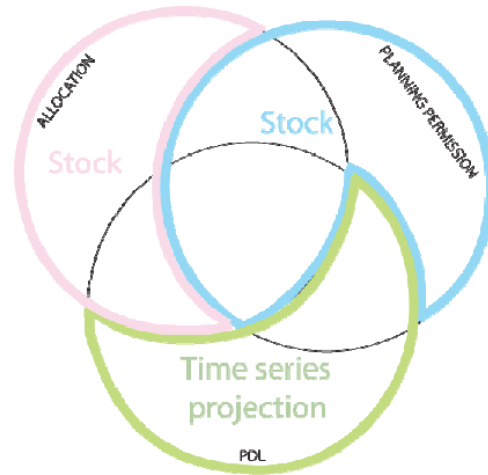 ALLOCATION
PLANNING PERMISSION
Stock
Stock
Time series
projection
PDL